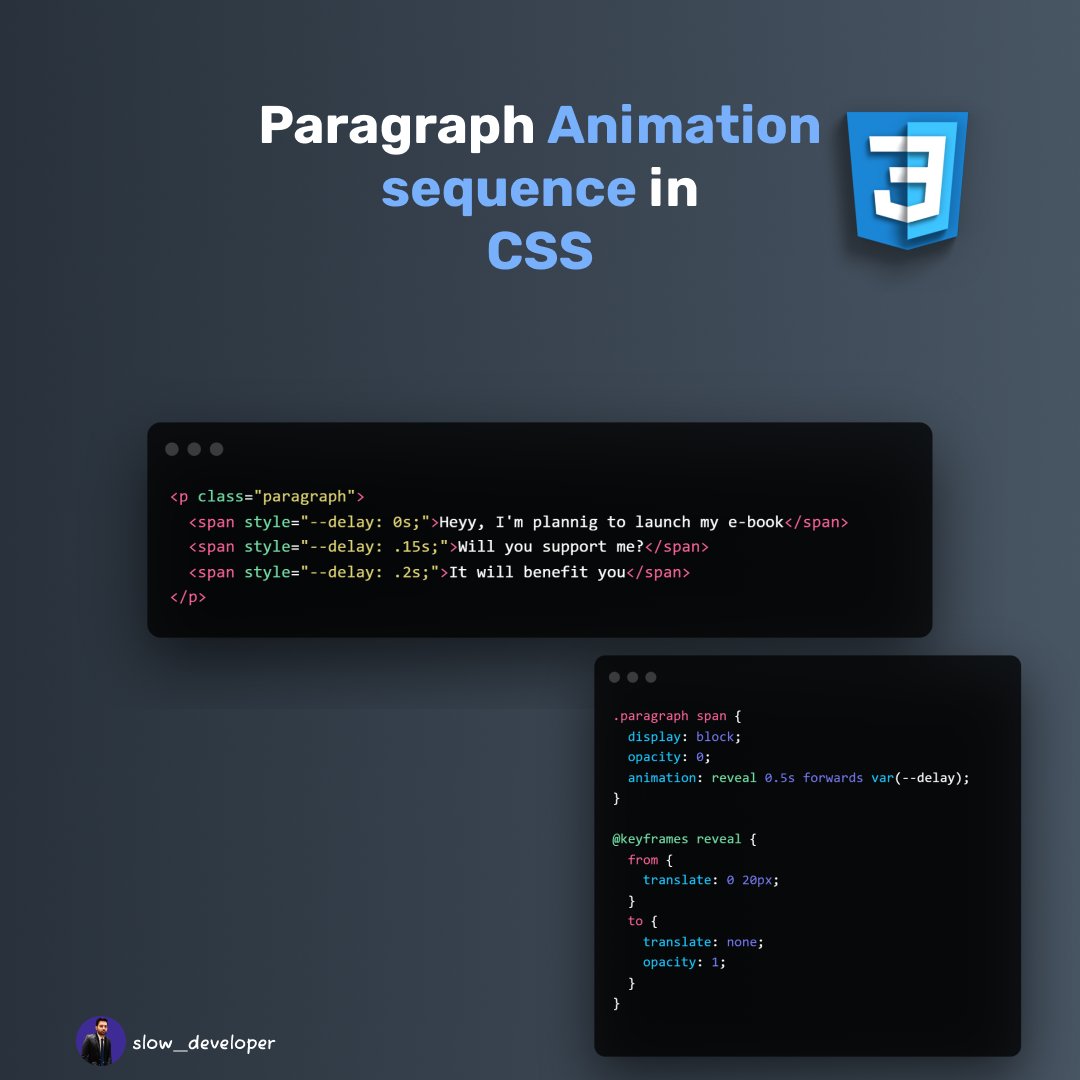 Paragraph Animation
sequence in
CSS
<p class="paragraph">
  <span style="--delay: 0s;">Heyy, I'm plannig to launch my e-book</span>
  <span style="--delay: .15s;">Will you support me?</span>
  <span style="--delay: .2s;">It will benefit you</span>
</p>
.paragraph span {
  display: block;
  opacity: 0;
  animation: reveal 0.5s forwards var(--delay);
}
@keyframes reveal {
  from {
    translate: 0 20px;
  }
  to {
    translate: none;
    opacity: 1;
  }
}
slow_developer